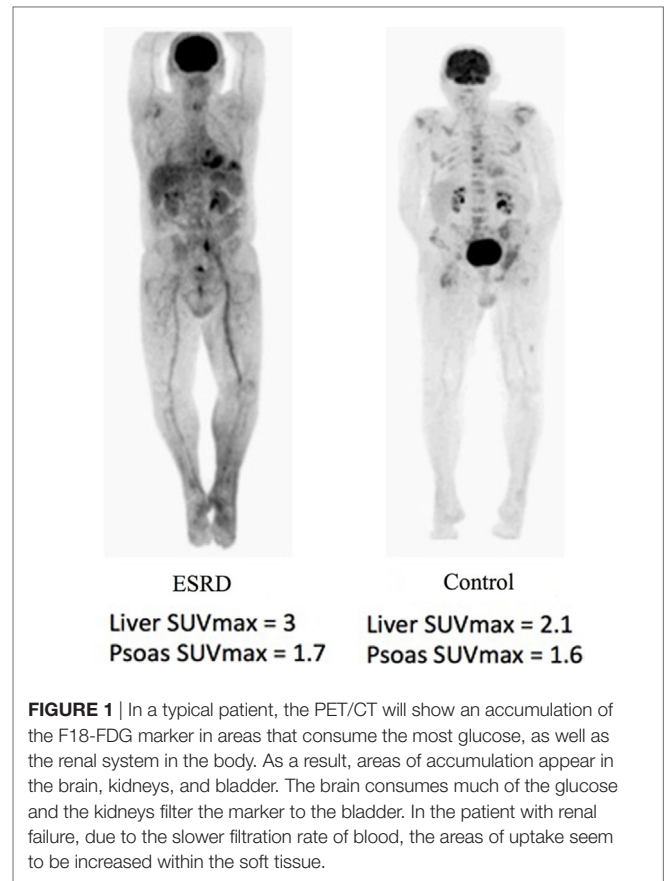 ESRD
Liver SUVmax = 3
Psoas SUVmax = 1.7
Control
Liver SUVmax = 2.1
Psoas SUVmax = 1.6
FIGURE 1 | In a typical patient, the PET/CT will show an accumulation of
the F18-FDG marker in areas that consume the most glucose, as well as
the renal system in the body. As a result, areas of accumulation appear in
the brain, kidneys, and bladder. The brain consumes much of the glucose
and the kidneys filter the marker to the bladder. In the patient with renal
failure, due to the slower filtration rate of blood, the areas of uptake seem
to be increased within the soft tissue.